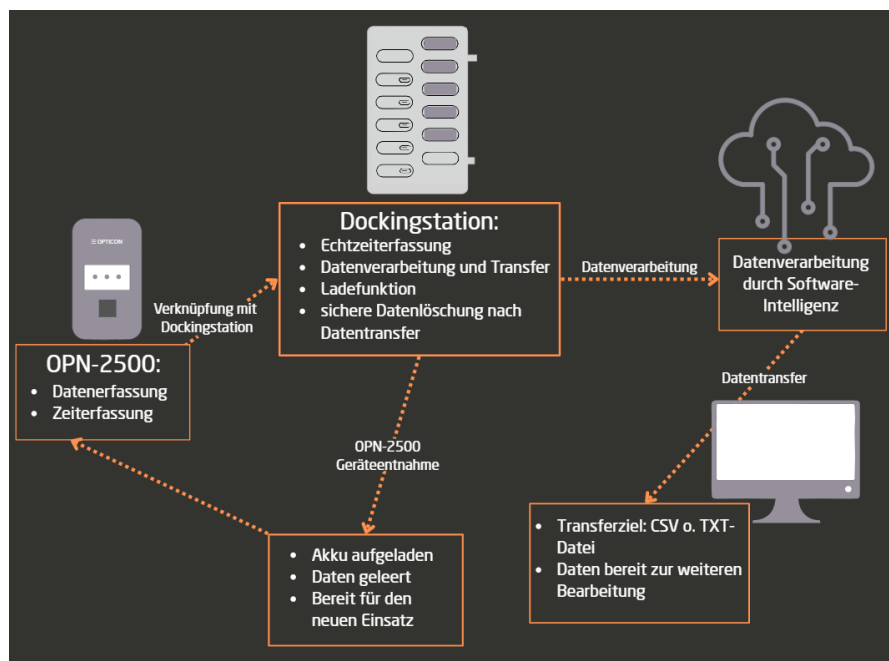 OPTICON
Dockingstation:
• Echtzeiterfassung
• Datenverarbeitung und Transfer
• Ladefunktion
• sichere Datenlöschung nach
Datentransfer
Datenverarbeitung
Datenverarbeitung
durch Software-
Intelligenz
Verknüpfung mit
Dockingstation
OPN-2500:
• Datenerfassung
• Zeiterfassung
Datentransfer
OPN-2500
Geräteentnahme
• Akku aufgeladen
• Daten geleert
• Bereit für den
neuen Einsatz
• Transferziel: CSV o. TXT-
Datei
• Daten bereit zur weiteren
Bearbeitung